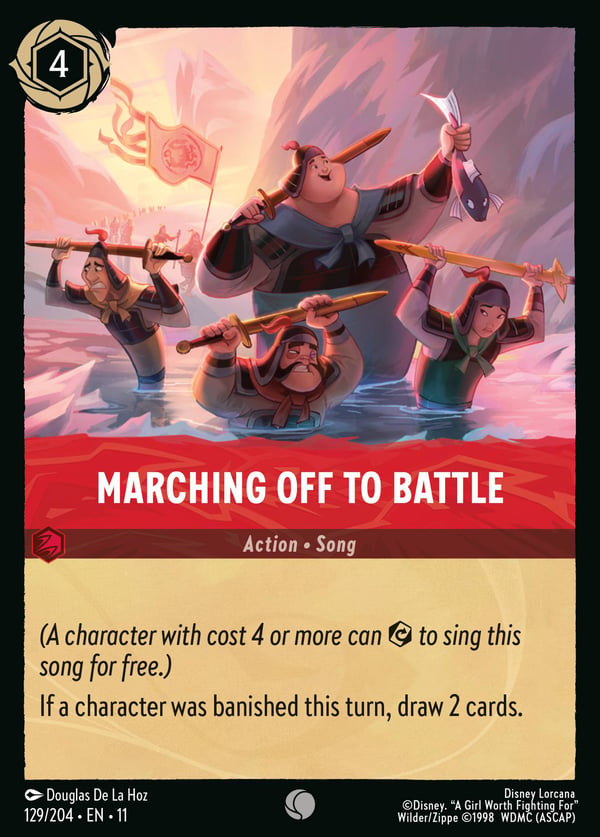 4
MARCHING OFF TO BATTLE
Action • Song
(A character with cost 4 or more can to sing this
song for free.)
If a character was banished this turn, draw 2 cards.
Douglas De La Hoz
129/204 • EN • 11
Disney Lorcana
©Disney. “A Girl Worth Fighting For”
Wilder/Zippe ©1998 WDMC (ASCAP)